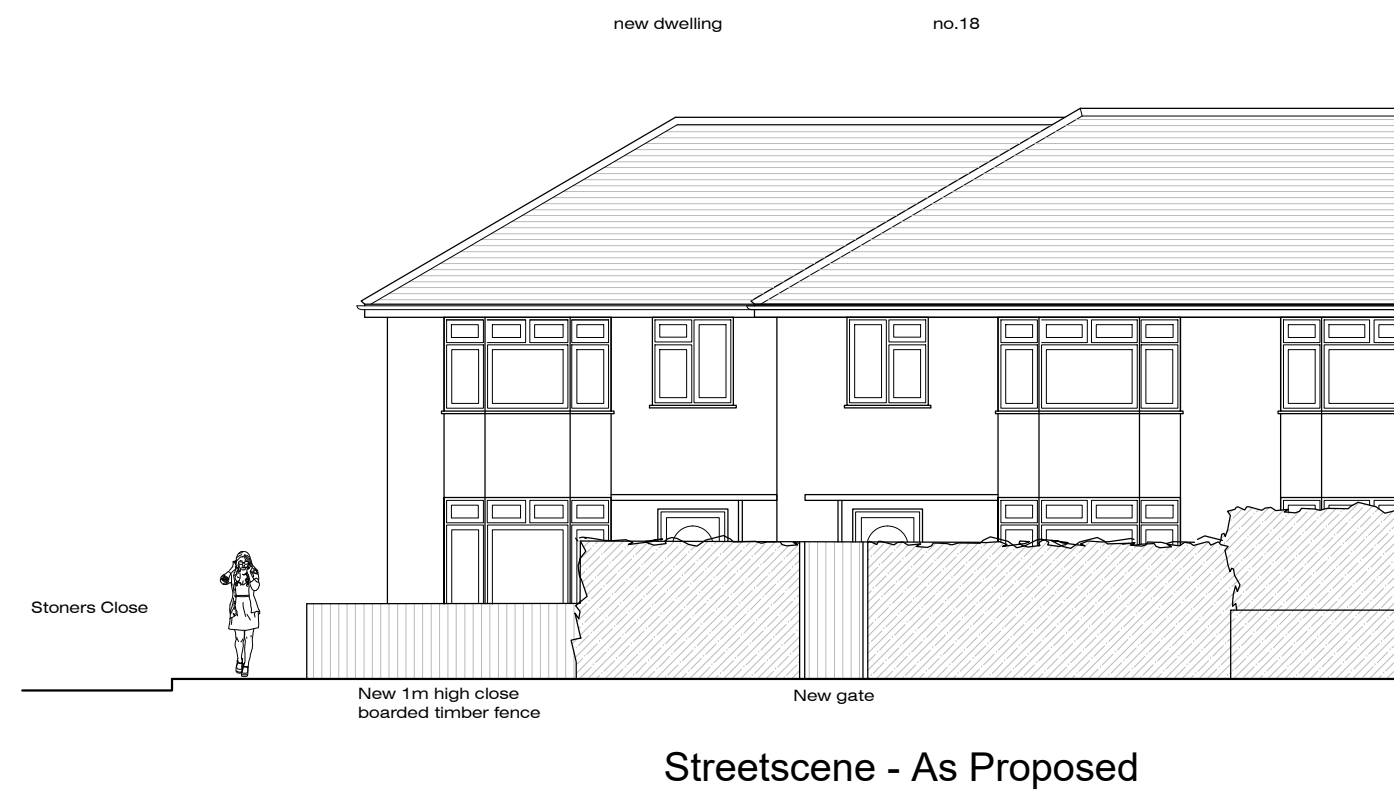 new dwelling
no.18
Stoners Close
New 1m high close
boarded timber fence
New gate
Streetscene - As Proposed